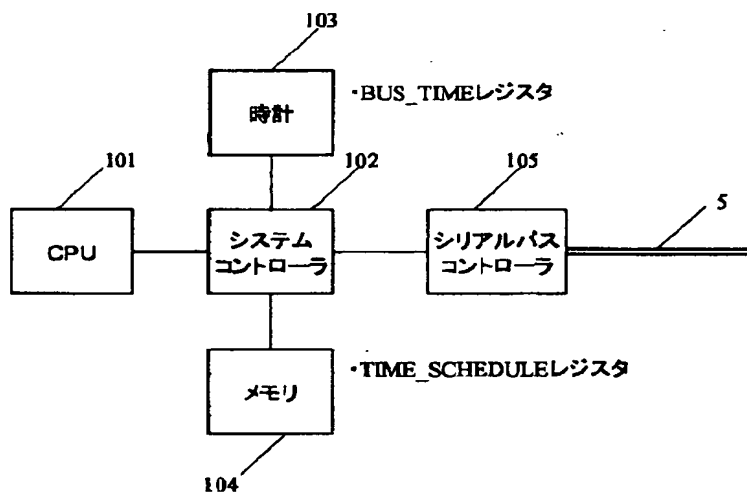 103
時計
・BUS_TIMEレジスタ
101
102
105
5
CPU
システム
コントローラ
シリアルバス
コントローラ
メモリ
・TIME_SCHEDULEレジスタ
104